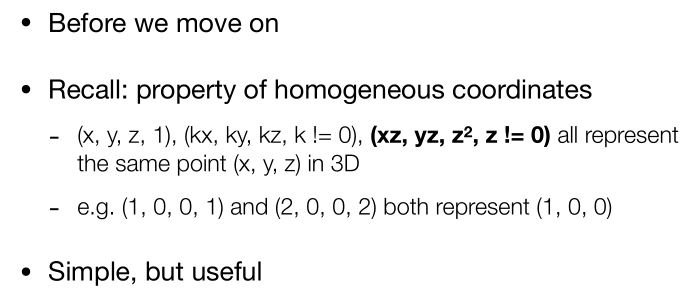 • Before we move on
• Recall: property of homogeneous coordinates
- (x, y, z, 1), (kx, ky, kz, k != 0), (xz, yz, z², z != 0) all represent
the same point (x, y, z) in 3D
- e.g. (1, 0, 0, 1) and (2, 0, 0, 2) both represent (1, 0, 0)
• Simple, but useful